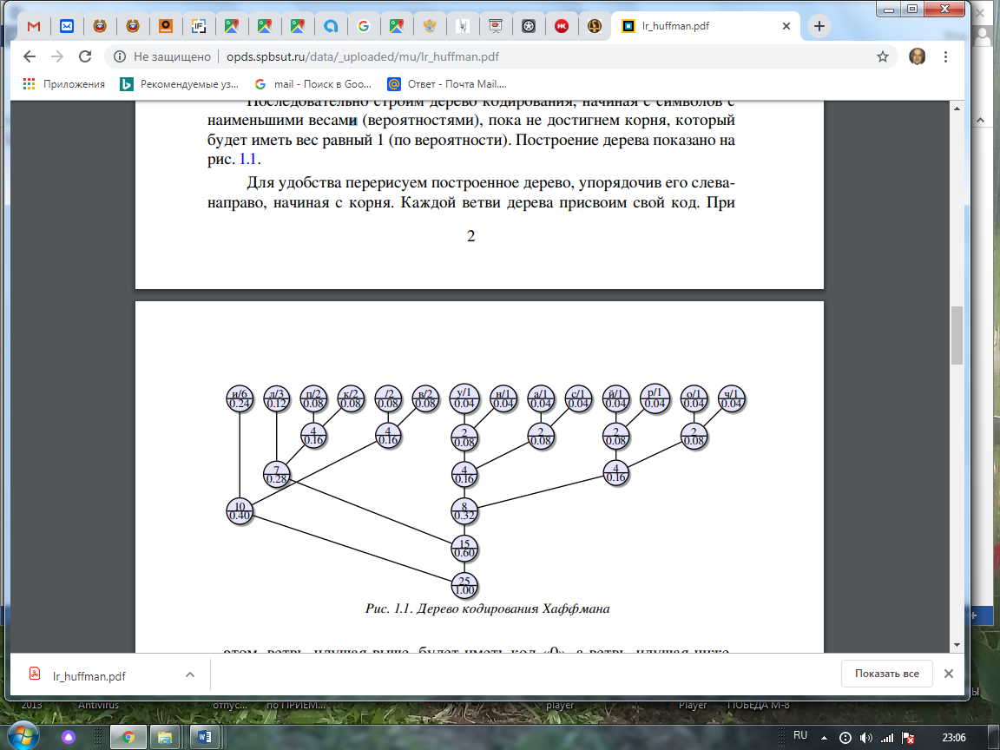 lr_huffman.pdf
Не защищено | opds.spbsut.ru/data/_uploaded/mu/lr_huffman.pdf
Приложения Рекомендуемые уз... mail - Поиск в Goo... Ответ - Почта Mail....
Последовательно строим дерево кодирования, начиная с символов с
наименьшими весами (вероятностями), пока не достигнем корня, который
будет иметь вес равный 1 (по вероятности). Построение дерева показано на
рис. 1.1.
Для удобства перерисуем построенное дерево, упорядочив его слева-
направо, начиная с корня. Каждой ветви дерева присвоим свой код. При
2
и/6 л/3 п/2 к/2 /2 в/2 у/1 н/1 а/1 с/1 й/1 р/1 о/1 ч/1
0.24 0.12 0.08 0.08 0.08 0.08 0.04 0.04 0.04 0.04 0.04 0.04 0.04 0.04
4 4 2 2 2 2
0.16 0.16 0.08 0.08 0.08 0.08
7 4 4
0.28 0.16 0.16
10 8
0.40 0.32
15
0.60
25
1.00
Рис. 1.1. Дерево кодирования Хаффмана
этом, ветвь, идущая выше, будет иметь код «0», а ветвь, идущая ниже,
lr_huffman.pdf Показать все
2013 Antivirus отпус... по ПРИЕМ... player Player ПОБЕДА М-8
RU 23:06